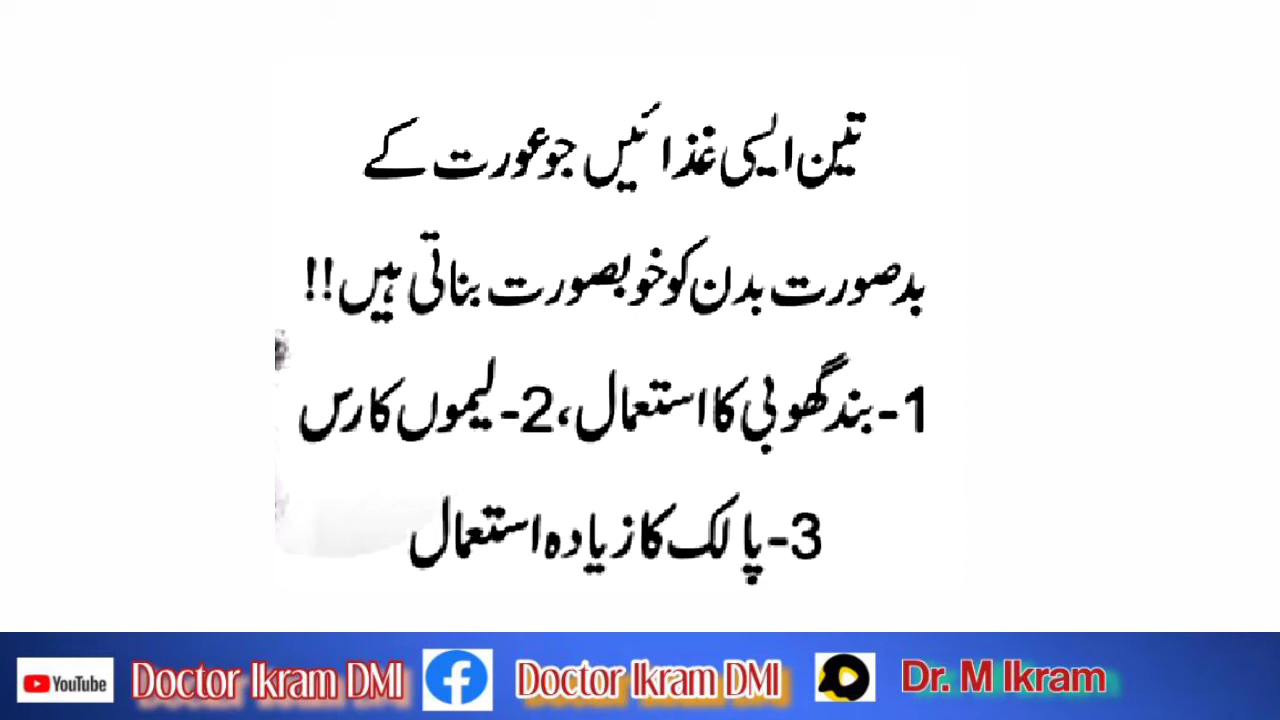 تین ایسی غذائیں جو عورت کے
بدصورت بدن کو خوبصورت بناتی ہیں!!
1-بند گھوبی کا استعمال، 2-لیموں کا رس
3-پالک کا زیادہ استعمال
YouTube Doctor Ikram DMI Doctor Ikram DMI Dr. M Ikram